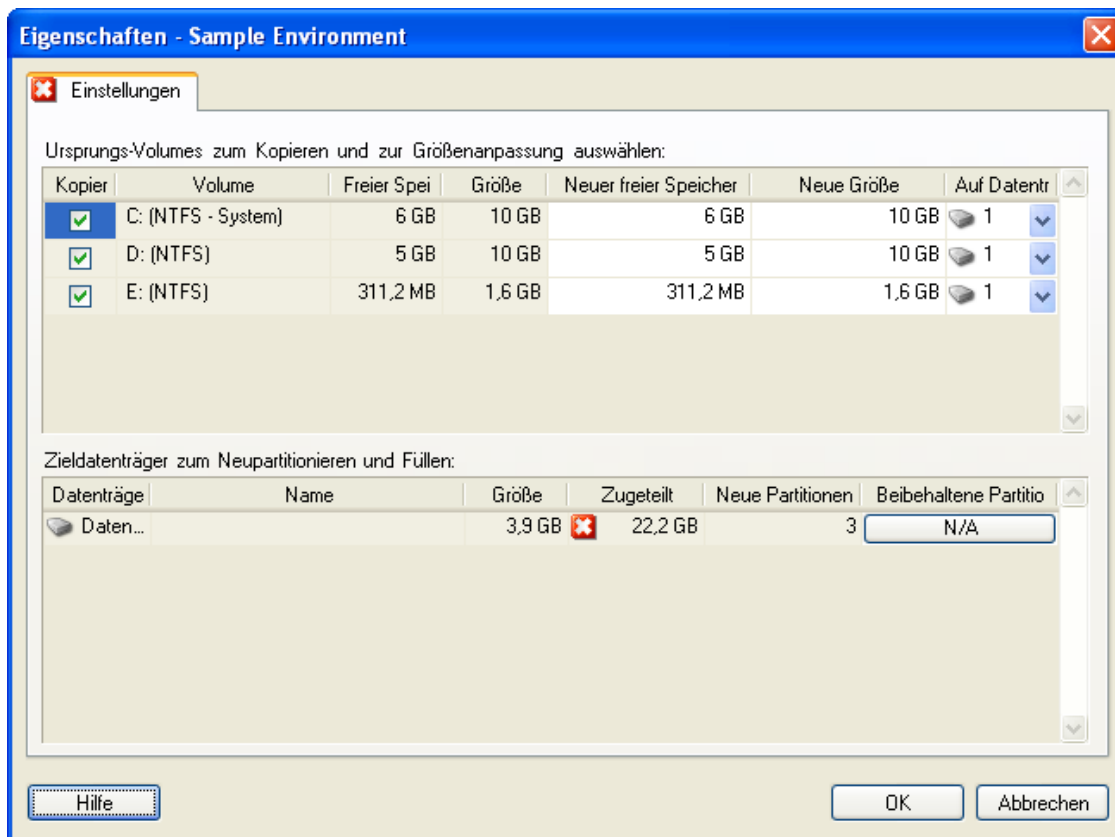 Eigenschaften - Sample Environment
Einstellungen
Ursprungs-Volumes zum Kopieren und zur Größenanpassung auswählen:
Kopier Volume Freier Spei Größe Neuer freier Speicher Neue Größe Auf Datentr
C: (NTFS - System) 6 GB 10 GB 6 GB 10 GB 1
D: (NTFS) 5 GB 10 GB 5 GB 10 GB 1
E: (NTFS) 311,2 MB 1,6 GB 311,2 MB 1,6 GB 1
Zieldatenträger zum Neupartitionieren und Füllen:
Datenträge Name Größe Zugeteilt Neue Partitionen Beibehaltene Partitio
Daten... 3,9 GB 22,2 GB 3 N/A
Hilfe OK Abbrechen